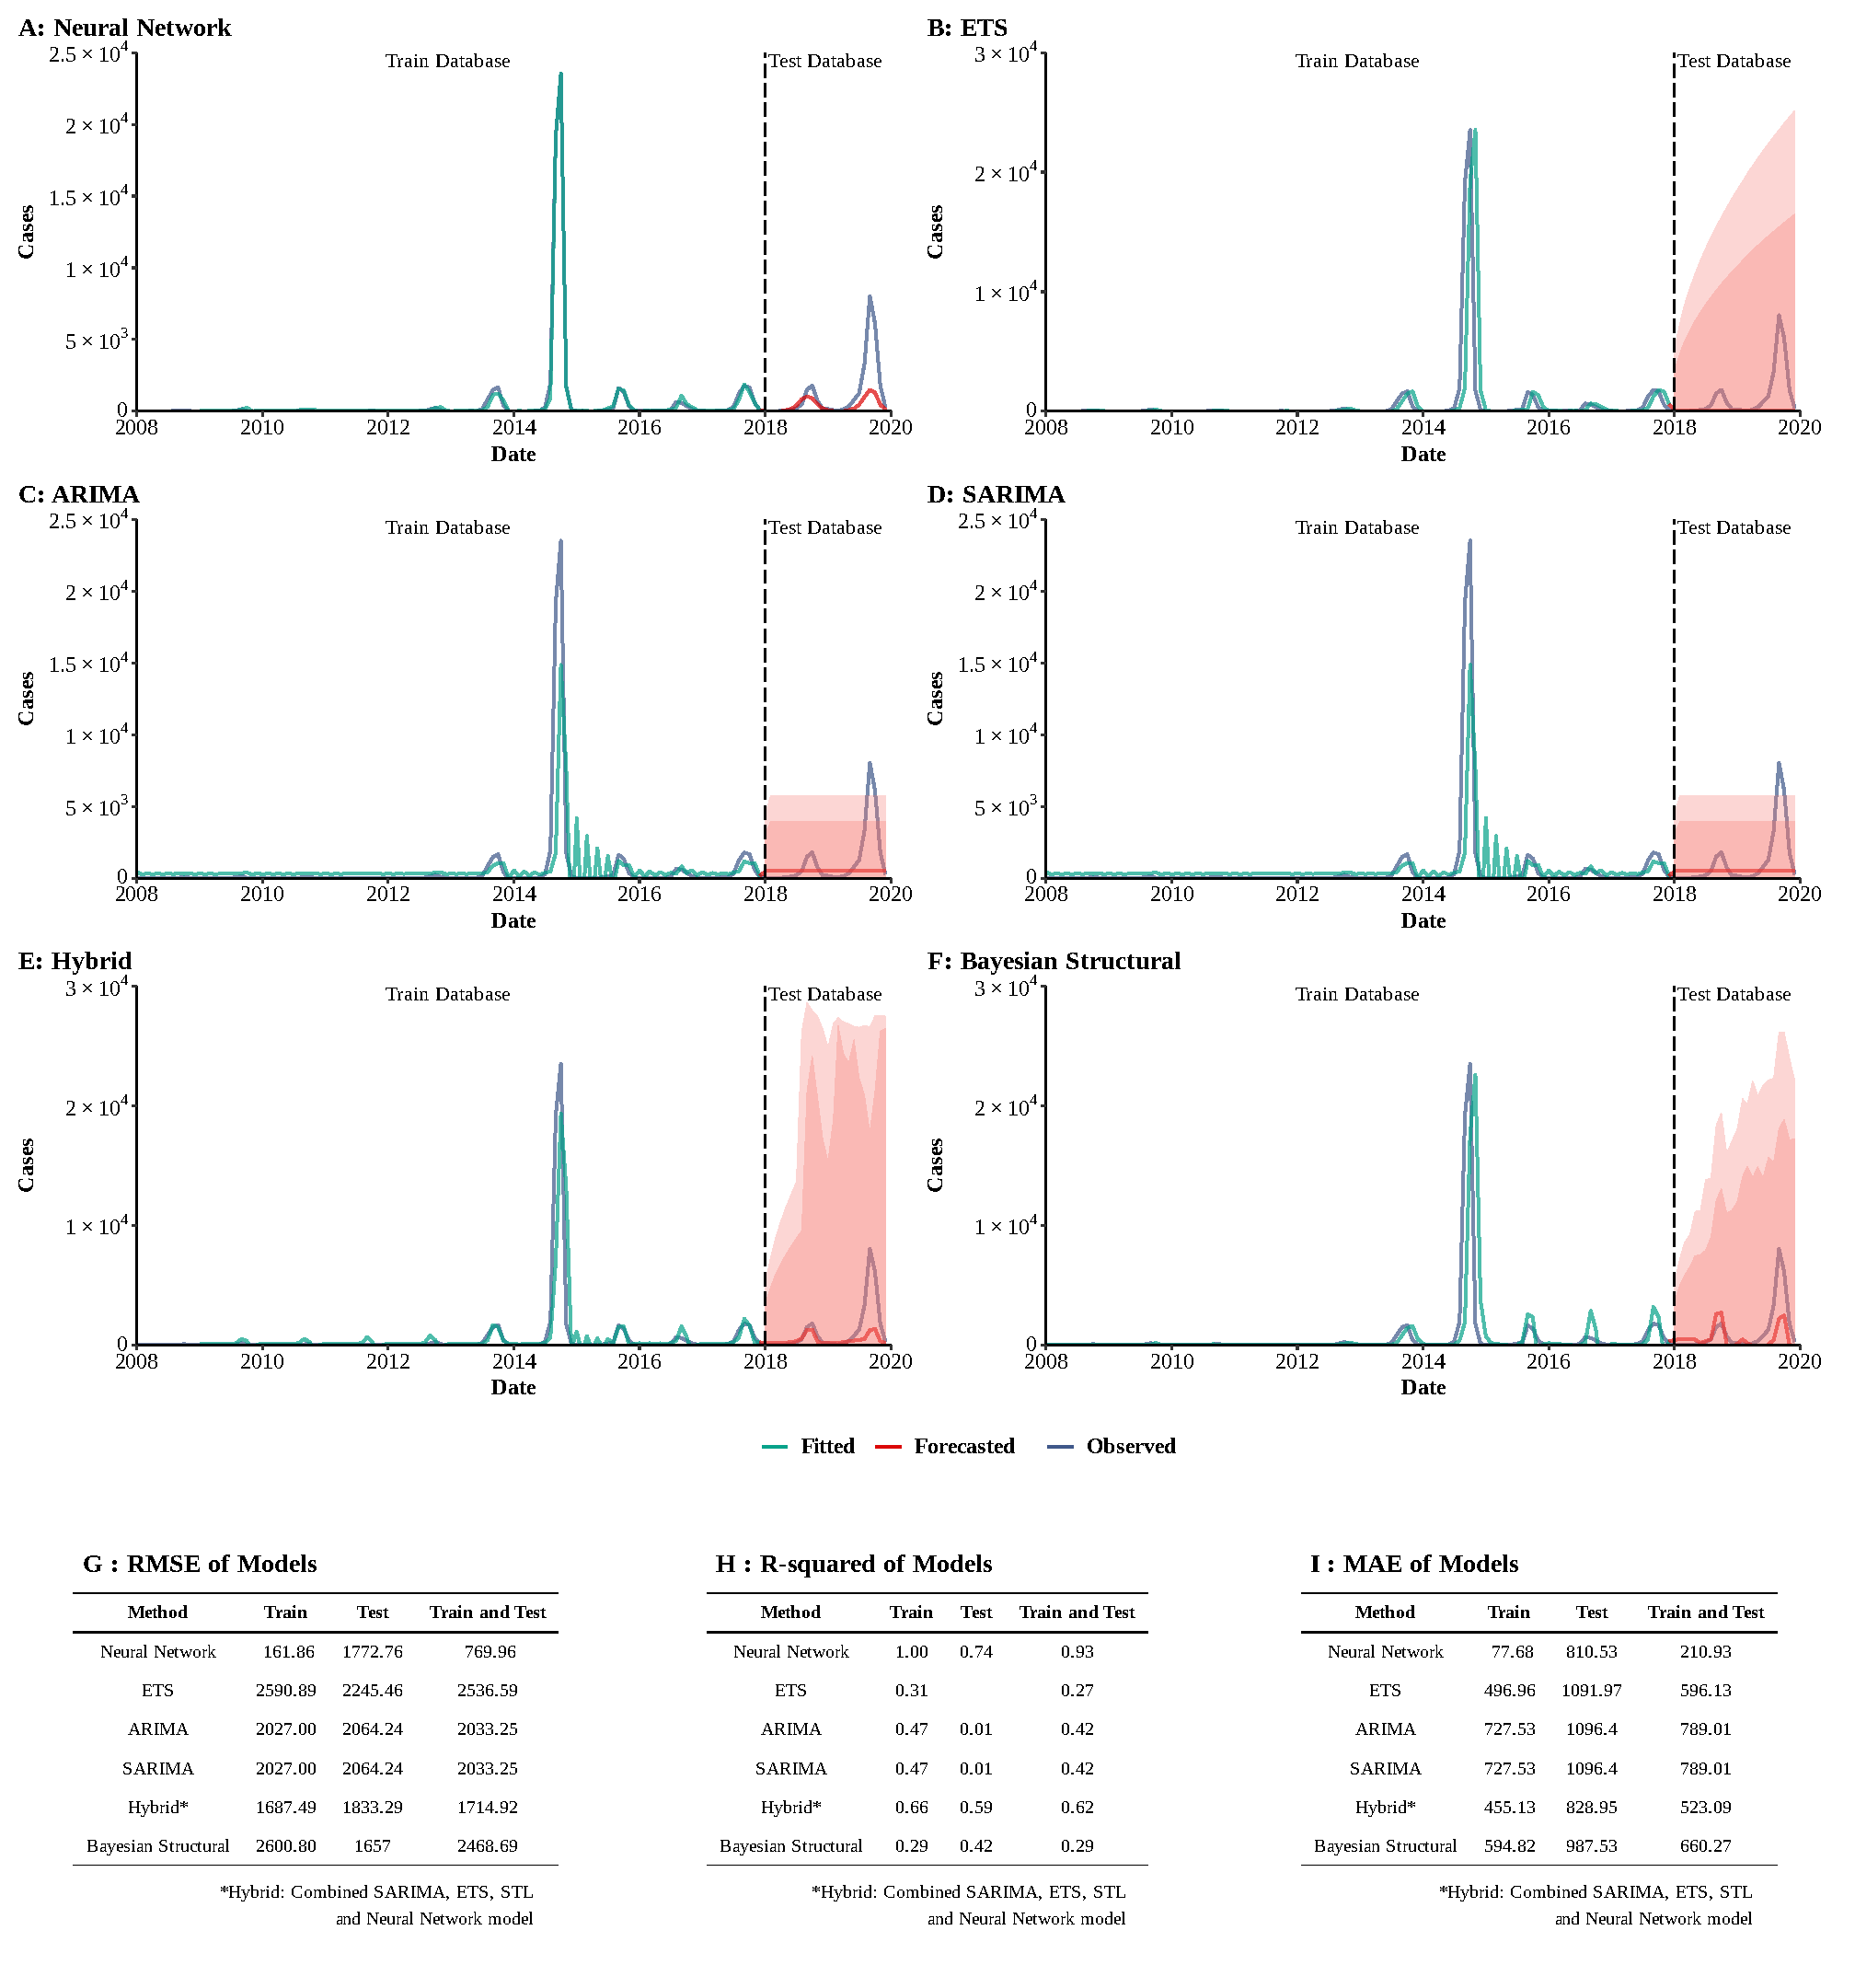 A: Neural Network
2.5 × 10^4
2 × 10^4
1.5 × 10^4
1 × 10^4
5 × 10^3
0
Cases
Train Database
Test Database
2008 2010 2012 2014 2016 2018 2020
Date
B: ETS
3 × 10^4
2 × 10^4
1 × 10^4
0
Cases
Train Database
Test Database
2008 2010 2012 2014 2016 2018 2020
Date
C: ARIMA
2.5 × 10^4
2 × 10^4
1.5 × 10^4
1 × 10^4
5 × 10^3
0
Cases
Train Database
Test Database
2008 2010 2012 2014 2016 2018 2020
Date
D: SARIMA
2.5 × 10^4
2 × 10^4
1.5 × 10^4
1 × 10^4
5 × 10^3
0
Cases
Train Database
Test Database
2008 2010 2012 2014 2016 2018 2020
Date
E: Hybrid
3 × 10^4
2 × 10^4
1 × 10^4
0
Cases
Train Database
Test Database
2008 2010 2012 2014 2016 2018 2020
Date
F: Bayesian Structural
3 × 10^4
2 × 10^4
1 × 10^4
0
Cases
Train Database
Test Database
2008 2010 2012 2014 2016 2018 2020
Date
Fitted Forecasted Observed
G : RMSE of Models
Method Train Test Train and Test
Neural Network 161.86 1772.76 769.96
ETS 2590.89 2245.46 2536.59
ARIMA 2027.00 2064.24 2033.25
SARIMA 2027.00 2064.24 2033.25
Hybrid* 1687.49 1833.29 1714.92
Bayesian Structural 2600.80 1657 2468.69
*Hybrid: Combined SARIMA, ETS, STL
and Neural Network model
H : R-squared of Models
Method Train Test Train and Test
Neural Network 1.00 0.74 0.93
ETS 0.31 0.27
ARIMA 0.47 0.01 0.42
SARIMA 0.47 0.01 0.42
Hybrid* 0.66 0.59 0.62
Bayesian Structural 0.29 0.42 0.29
*Hybrid: Combined SARIMA, ETS, STL
and Neural Network model
I : MAE of Models
Method Train Test Train and Test
Neural Network 77.68 810.53 210.93
ETS 496.96 1091.97 596.13
ARIMA 727.53 1096.4 789.01
SARIMA 727.53 1096.4 789.01
Hybrid* 455.13 828.95 523.09
Bayesian Structural 594.82 987.53 660.27
*Hybrid: Combined SARIMA, ETS, STL
and Neural Network model